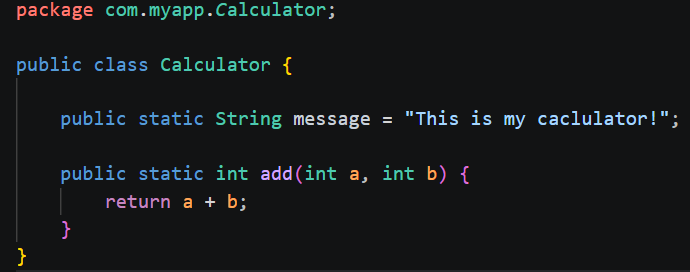 package com.myapp.Calculator;
public class Calculator {
public static String message = "This is my caclulator!";
public static int add(int a, int b) {
return a + b;
}
}